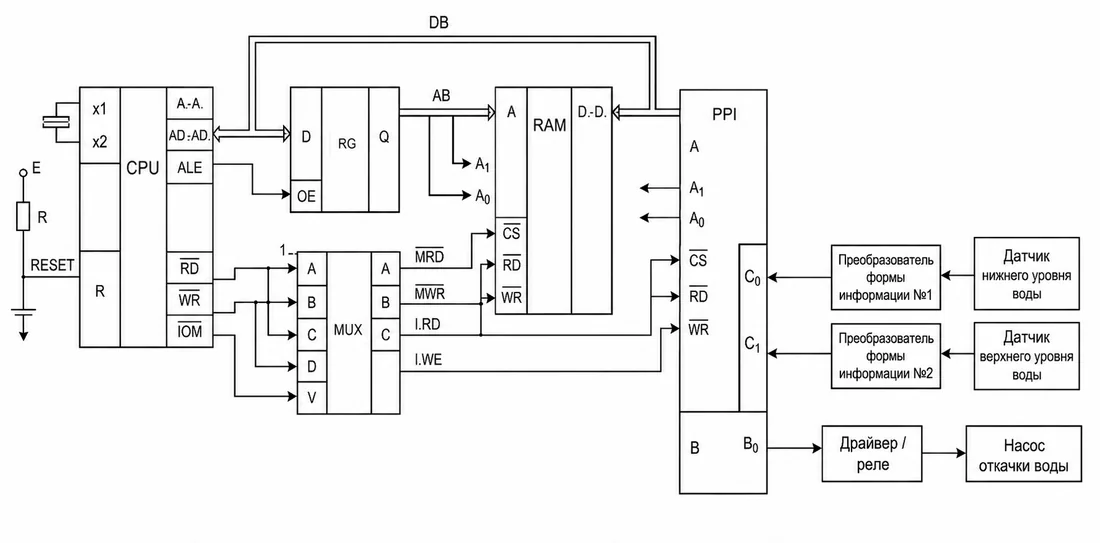 DB
x1
x2
CPU
A.-A.
AD.-AD.
ALE
E
R
RESET
R
RD
WR
IOM
D
RG
Q
OE
AB
A1
A0
A
RAM
D.-D.
CS
RD
WR
1
A
B
C
D
V
MUX
A
B
C
MRD
MWR
I.RD
I.WE
PPI
A
A1
A0
CS
RD
WR
C0
C1
B
B0
Преобразователь
формы
информации №1
Датчик
нижнего уровня
воды
Преобразователь
формы
информации №2
Датчик
верхнего уровня
воды
Драйвер /
реле
Насос
откачки воды